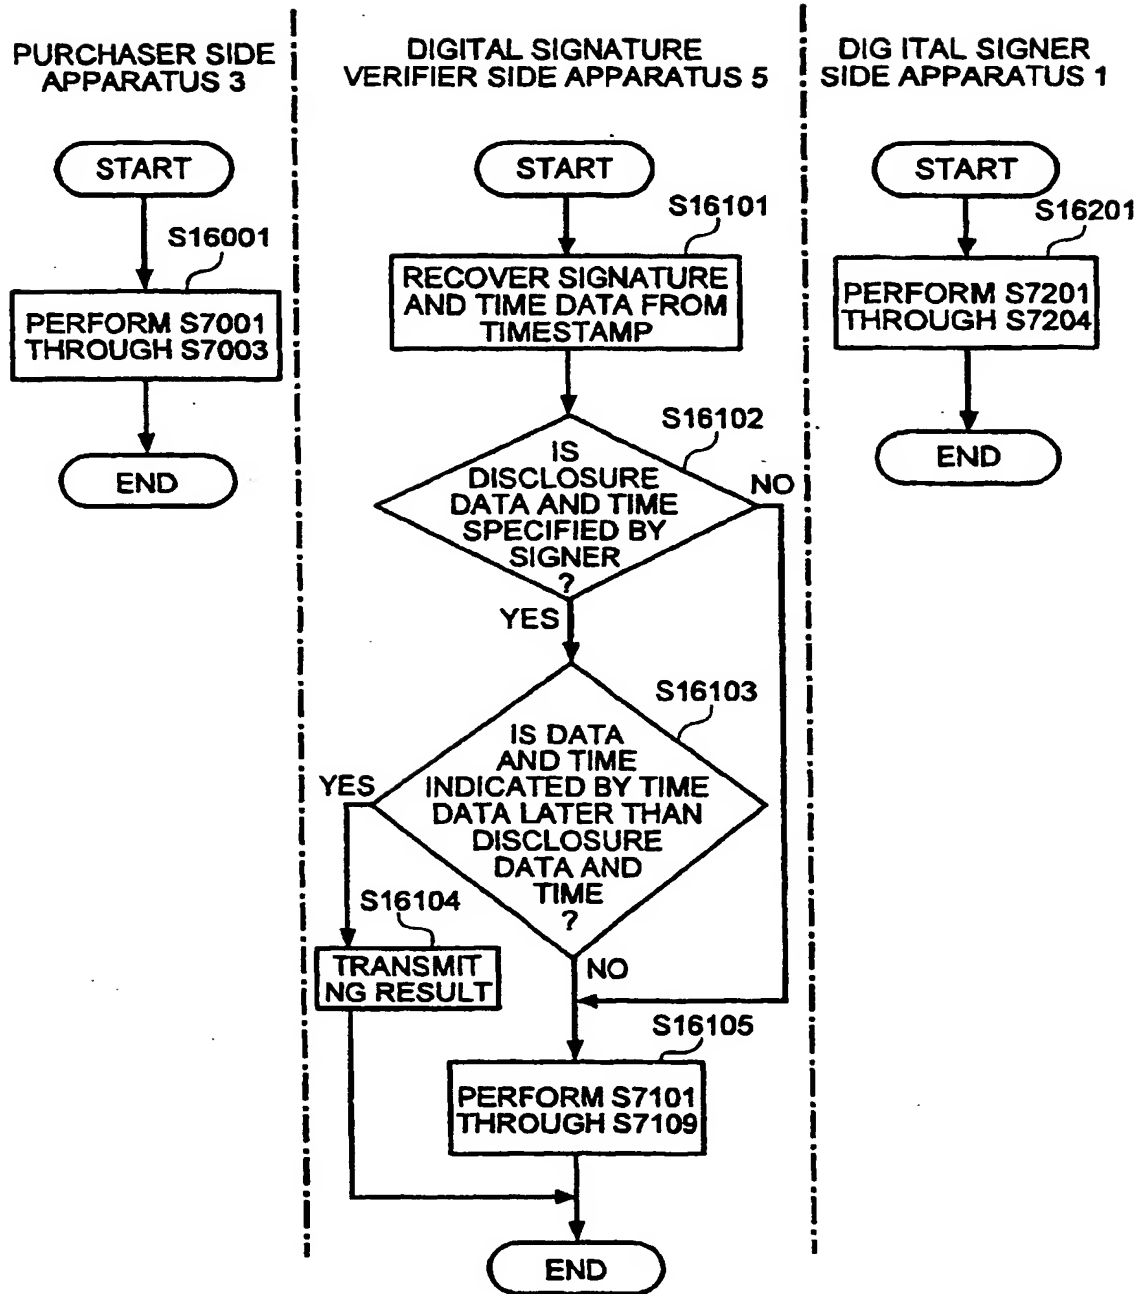 PURCHASER SIDE
APPARATUS 3
START
S16001
PERFORM S7001
THROUGH S7003
END
DIGITAL SIGNATURE
VERIFIER SIDE APPARATUS 5
START
S16101
RECOVER SIGNATURE
AND TIME DATA FROM
TIMESTAMP
S16102
IS
DISCLOSURE
DATA AND TIME
SPECIFIED BY
SIGNER
?
NO
YES
S16103
IS DATA
AND TIME
INDICATED BY TIME
DATA LATER THAN
DISCLOSURE
DATA AND
TIME
?
YES
S16104
TRANSMIT
NG RESULT
NO
S16105
PERFORM S7101
THROUGH S7109
END
DIG ITAL SIGNER
SIDE APPARATUS 1
START
S16201
PERFORM S7201
THROUGH S7204
END